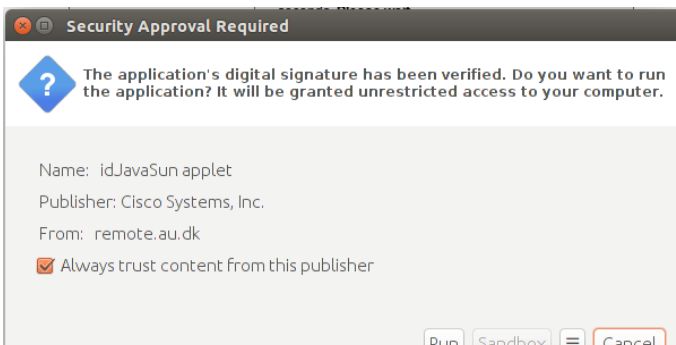 Security Approval Required
The application's digital signature has been verified. Do you want to run
the application? It will be granted unrestricted access to your computer.
Name: idJavaSun applet
Publisher: Cisco Systems, Inc.
From: remote.au.dk
Always trust content from this publisher
Run Sandbox Cancel